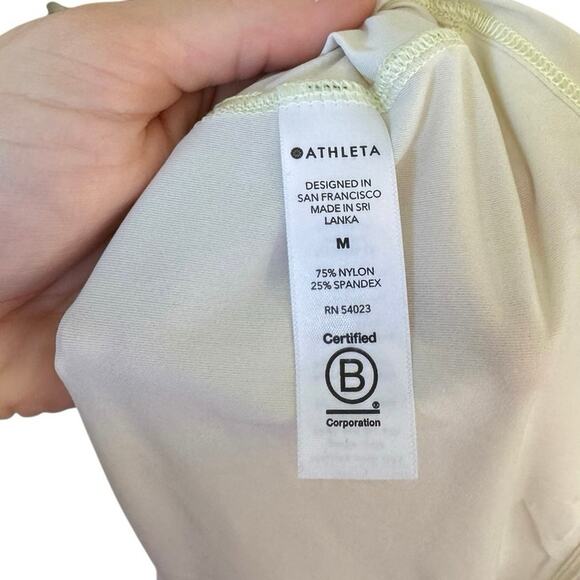 ATHLETA
DESIGNED IN
SAN FRANCISCO
MADE IN SRI
LANKA
M
75% NYLON
25% SPANDEX
RN 54023
Certified
B
®
Corporation